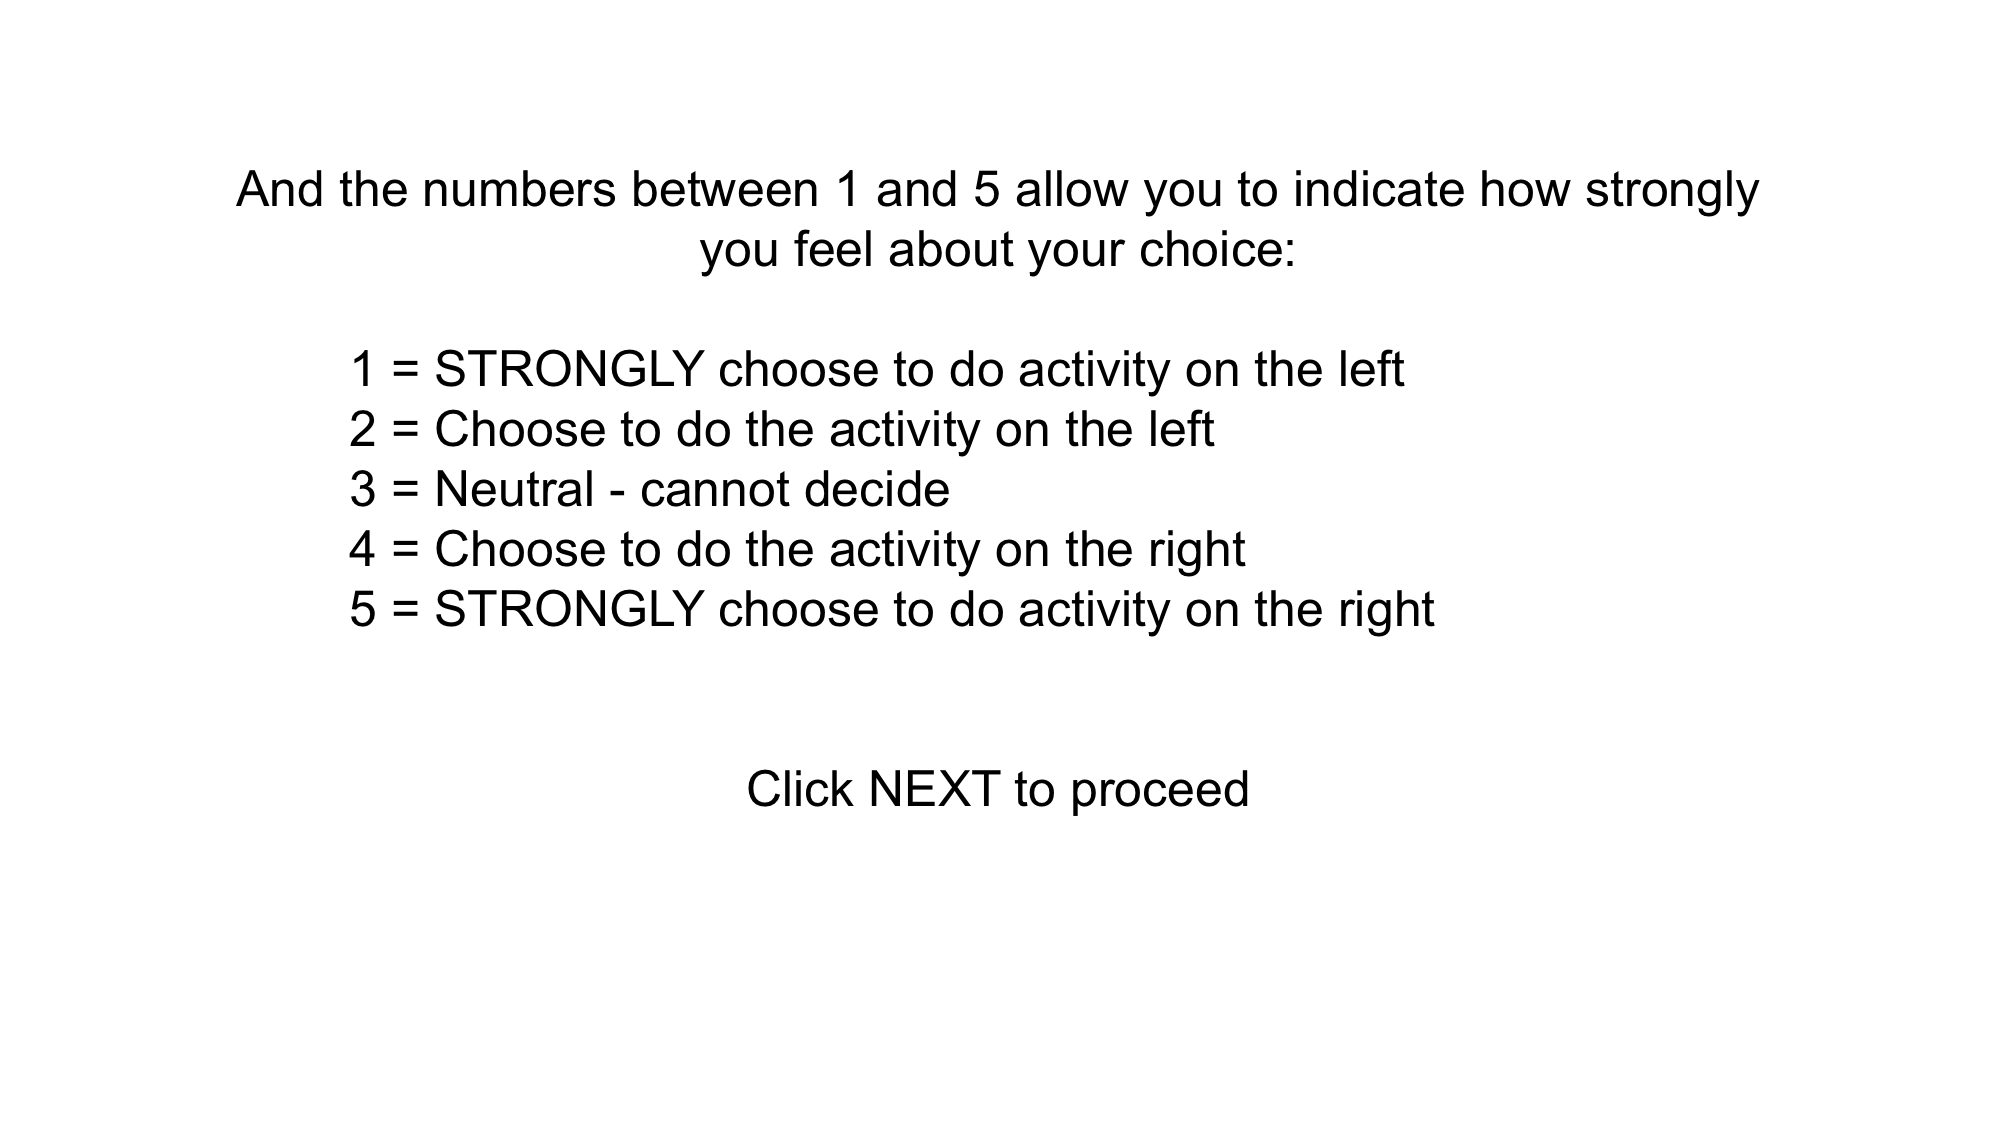 And the numbers between 1 and 5 allow you to indicate how strongly
you feel about your choice:
1 = STRONGLY choose to do activity on the left
2 = Choose to do the activity on the left
3 = Neutral - cannot decide
4 = Choose to do the activity on the right
5 = STRONGLY choose to do activity on the right
Click NEXT to proceed